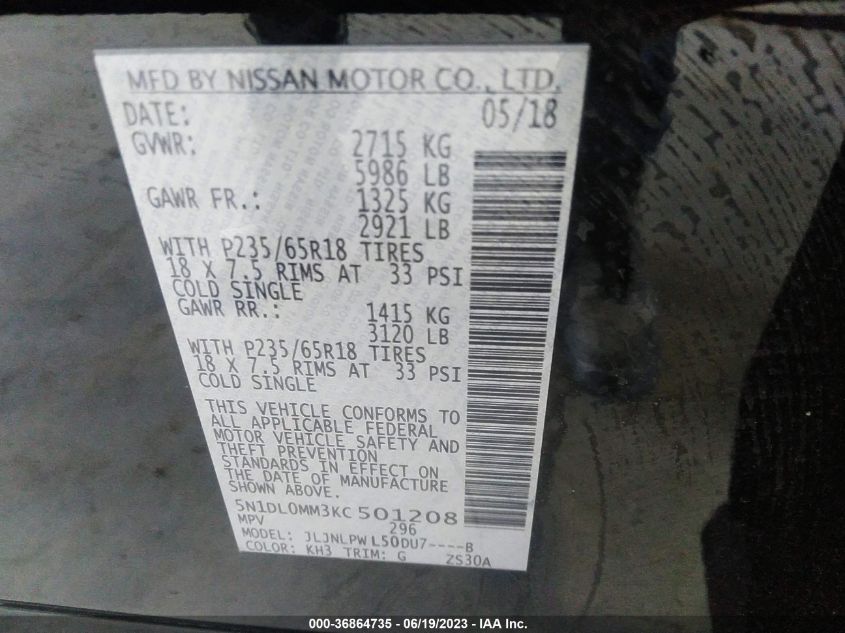 MFD BY NISSAN MOTOR CO., LTD.
DATE: 05/18
GVWR: 2715 KG
5986 LB
GAWR FR.: 1325 KG
2921 LB
WITH P235/65R18 TIRES
18 X 7.5 RIMS AT 33 PSI
COLD SINGLE
GAWR RR.: 1415 KG
3120 LB
WITH P235/65R18 TIRES
18 X 7.5 RIMS AT 33 PSI
COLD SINGLE
THIS VEHICLE CONFORMS TO
ALL APPLICABLE FEDERAL
MOTOR VEHICLE SAFETY AND
THEFT PREVENTION
STANDARDS IN EFFECT ON
THE DATE OF MANUFACTURE
SHOWN ABOVE.
5N1DL0MM3KC501208
MPV 296
MODEL: JLJNLPWL50DU7----B
COLOR: KH3 TRIM: G ZS30A
000-36864735 - 06/19/2023 - IAA Inc.